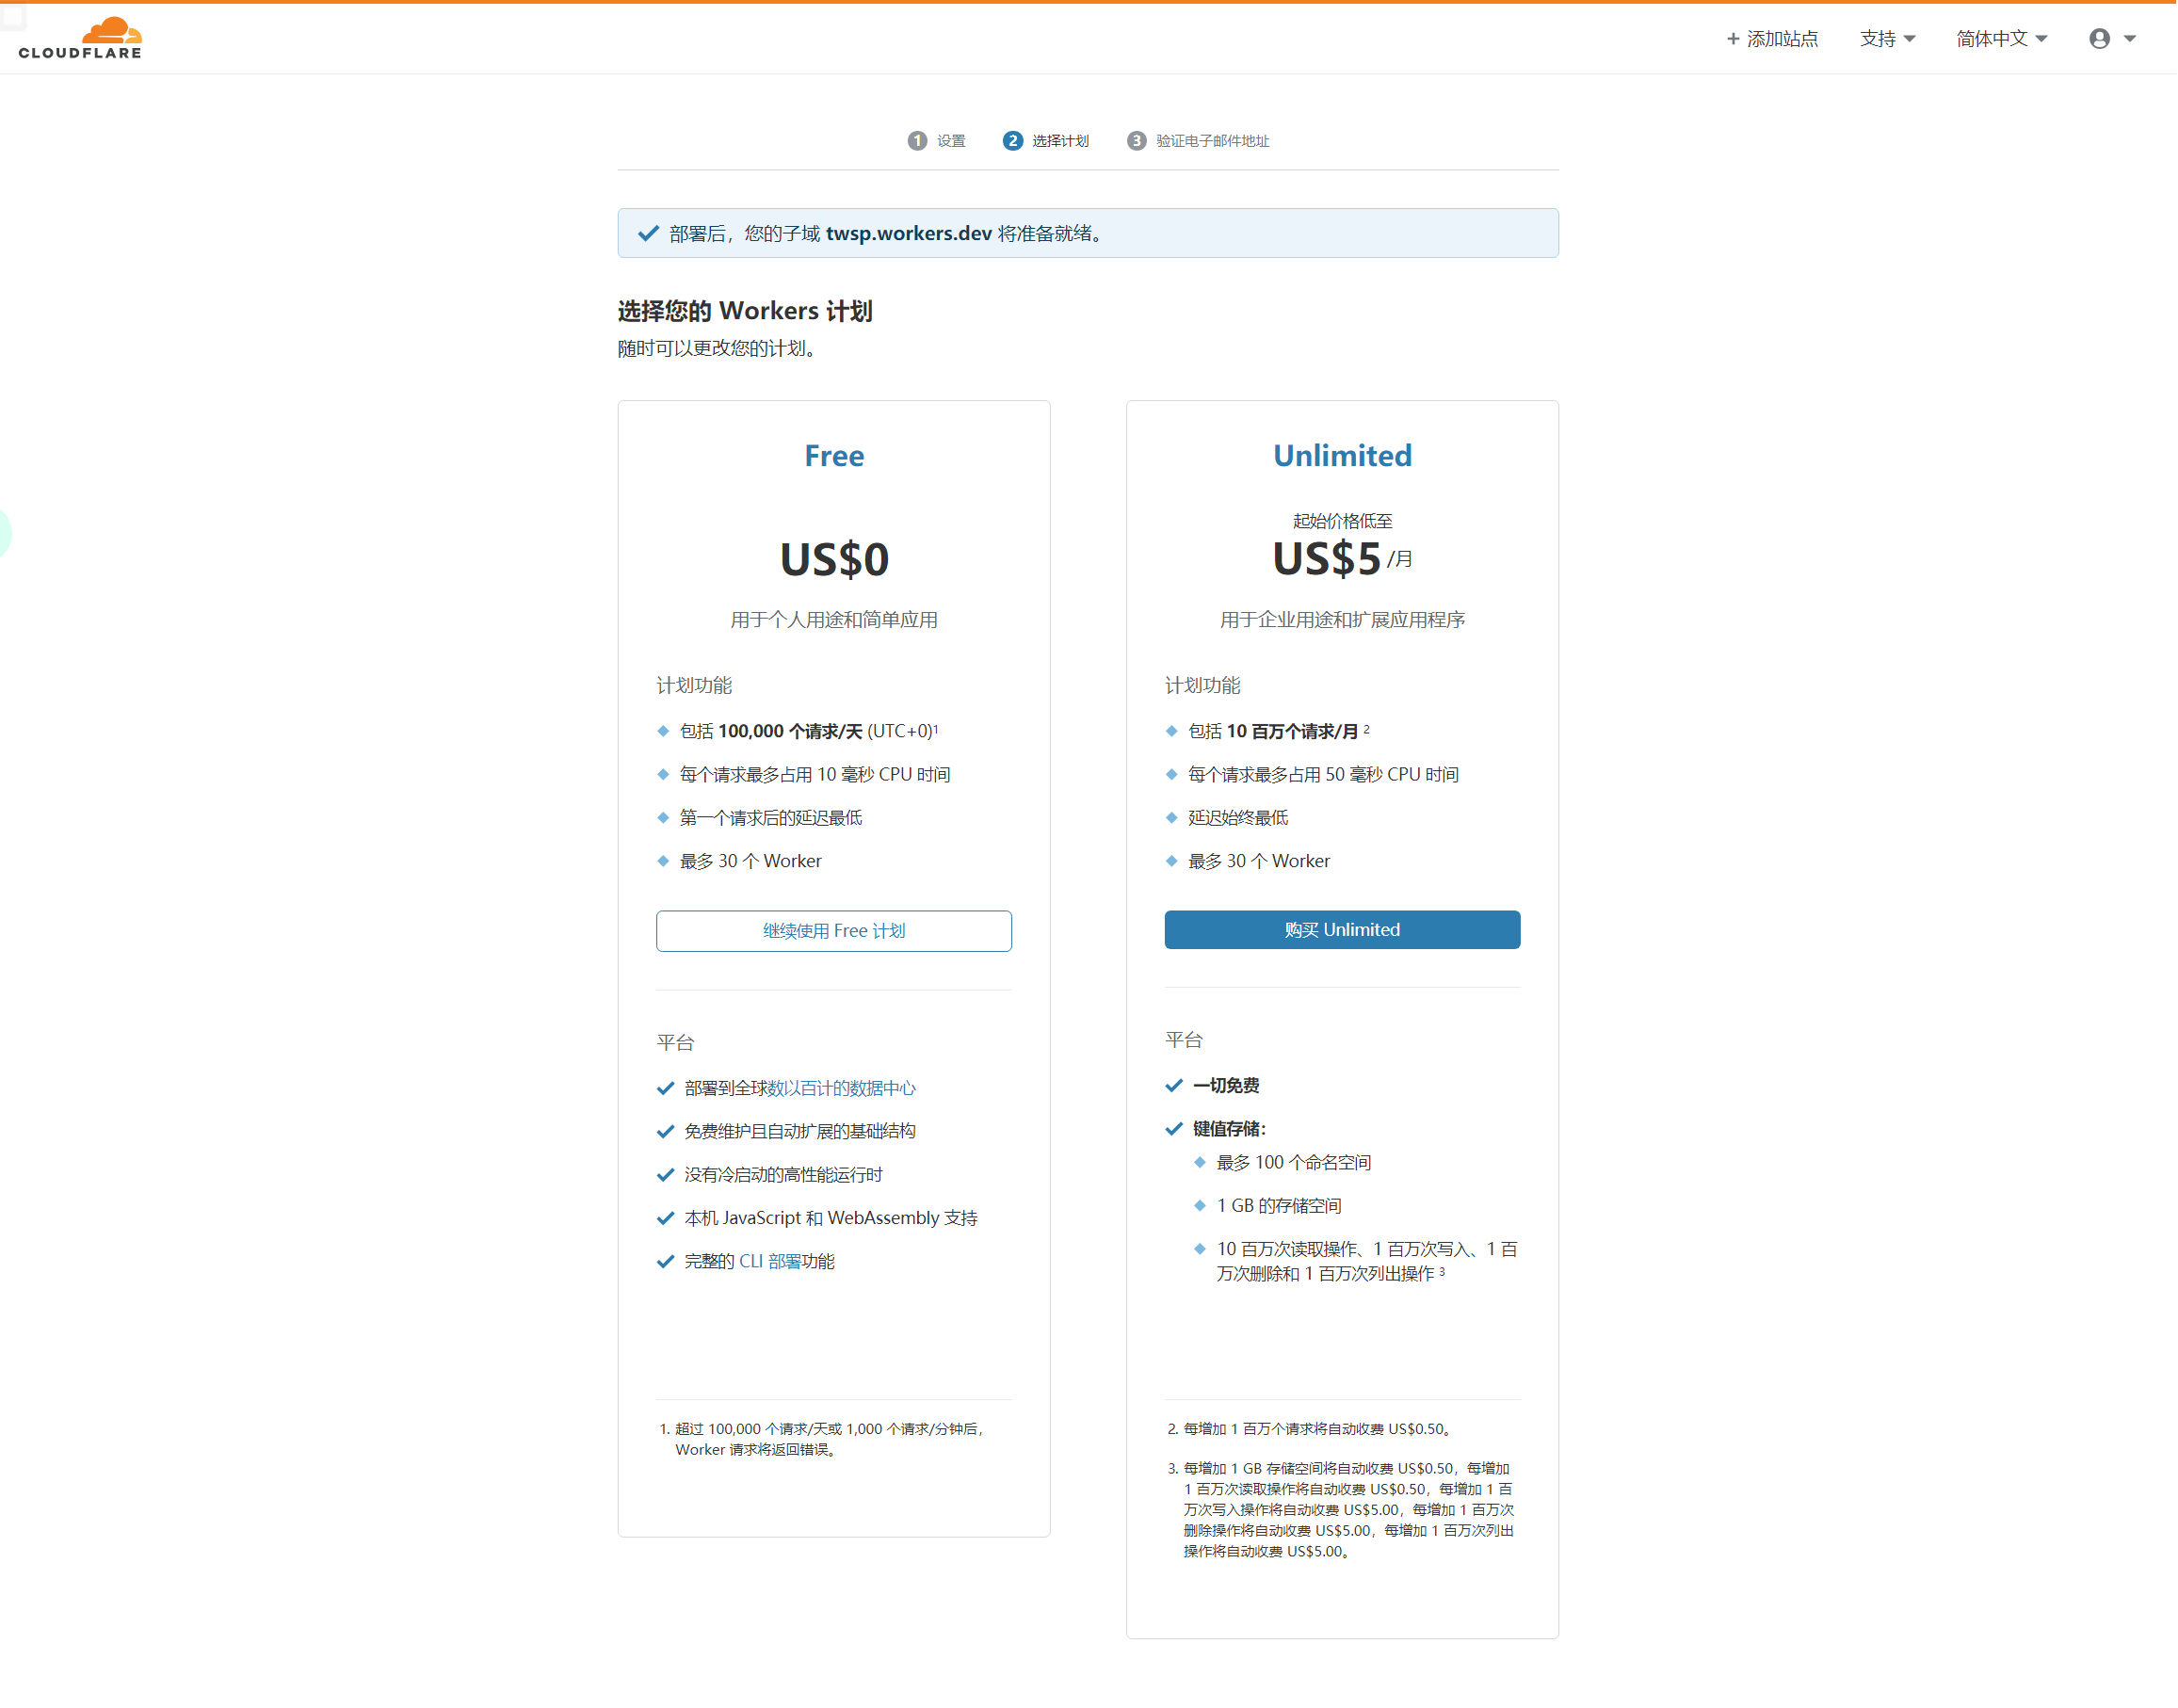 CLOUDFLARE
+ 添加站点 支持 简体中文
1 设置 2 选择计划 3 验证电子邮件地址
部署后，您的子域 twsp.workers.dev 将准备就绪。
选择您的 Workers 计划
随时可以更改您的计划。
Free
US$0
用于个人用途和简单应用
计划功能
包括 100,000 个请求/天 (UTC+0)¹
每个请求最多占用 10 毫秒 CPU 时间
第一个请求后的延迟最低
最多 30 个 Worker
继续使用 Free 计划
平台
部署到全球数以百计的数据中心
免费维护且自动扩展的基础结构
没有冷启动的高性能运行时
本机 JavaScript 和 WebAssembly 支持
完整的 CLI 部署功能
1. 超过 100,000 个请求/天或 1,000 个请求/分钟后，
Worker 请求将返回错误。
Unlimited
起始价格低至
US$5 /月
用于企业用途和扩展应用程序
计划功能
包括 10 百万个请求/月 ²
每个请求最多占用 50 毫秒 CPU 时间
延迟始终最低
最多 30 个 Worker
购买 Unlimited
平台
一切免费
键值存储：
最多 100 个命名空间
1 GB 的存储空间
10 百万次读取操作、1 百万次写入、1 百
万次删除和 1 百万次列出操作 ³
2. 每增加 1 百万个请求将自动收费 US$0.50。
3. 每增加 1 GB 存储空间将自动收费 US$0.50，每增加
1 百万次读取操作将自动收费 US$0.50，每增加 1 百
万次写入操作将自动收费 US$5.00，每增加 1 百万次
删除操作将自动收费 US$5.00，每增加 1 百万次列出
操作将自动收费 US$5.00。